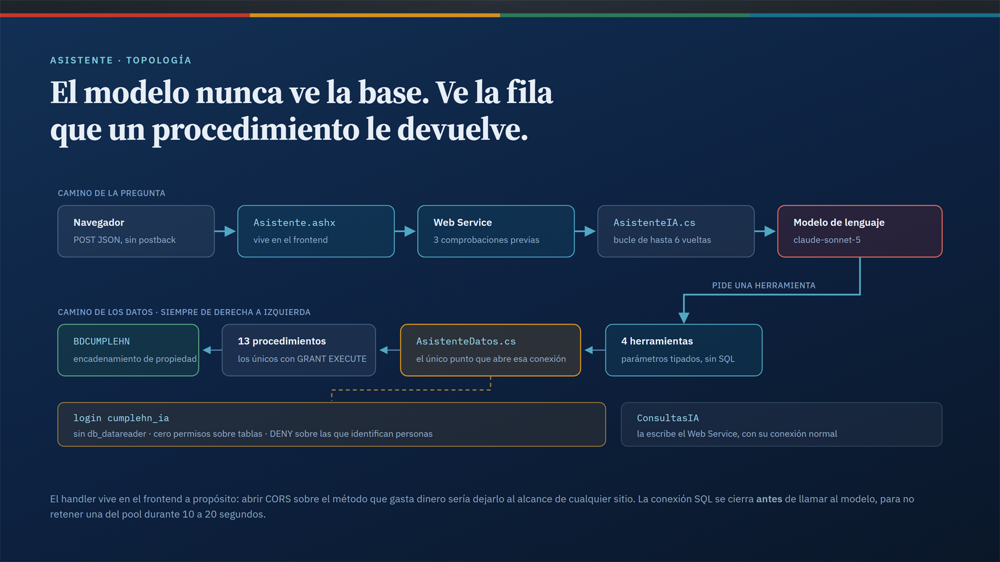 ASISTENTE · TOPOLOGÍA
El modelo nunca ve la base. Ve la fila
que un procedimiento le devuelve.
CAMINO DE LA PREGUNTA
Navegador
POST JSON, sin postback
Asistente.ashx
vive en el frontend
Web Service
3 comprobaciones previas
AsistenteIA.cs
bucle de hasta 6 vueltas
Modelo de lenguaje
claude-sonnet-5
PIDE UNA HERRAMIENTA
CAMINO DE LOS DATOS · SIEMPRE DE DERECHA A IZQUIERDA
BDCUMPLEHN
encadenamiento de propiedad
13 procedimientos
los únicos con GRANT EXECUTE
AsistenteDatos.cs
el único punto que abre esa conexión
4 herramientas
parámetros tipados, sin SQL
login cumplehn_ia
sin db_datareader · cero permisos sobre tablas · DENY sobre las que identifican personas
ConsultasIA
la escribe el Web Service, con su conexión normal
El handler vive en el frontend a propósito: abrir CORS sobre el método que gasta dinero sería dejarlo al alcance de cualquier sitio. La conexión SQL se cierra antes de llamar al modelo, para no
retener una del pool durante 10 a 20 segundos.